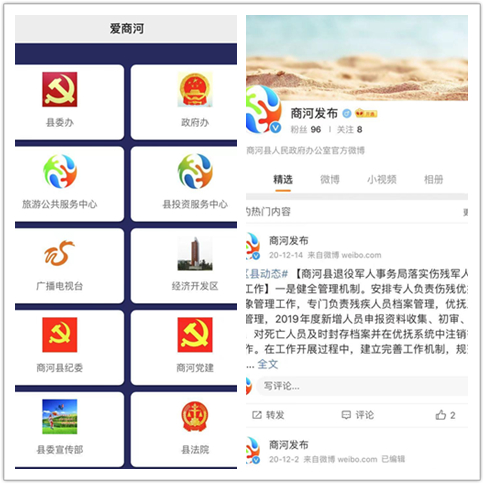 爱商河
县委办
政府办
旅游公共服务中心
县投资服务中心
广播电视台
经济开发区
商河县纪委
商河党建
县委宣传部
县法院
商河发布
粉丝 96 | 关注 8
商河县人民政府办公室官方微博
精选 微博 小视频 相册
的热门内容
商河发布
20-12-14 来自微博 weibo.com
县动态# 【商河县退役军人事务局落实伤残军人
工作】一是健全管理机制。安排专人负责伤残优
象管理工作，专门负责残疾人员档案管理，优抚
管理，2019年度新增人员申报资料收集、初审、
对死亡人员及时封存档案并在优抚系统中注销
作。在工作开展过程中，建立完善工作机制，规
... 全文
写评论...
转发 评论 2
商河发布
20-12-2 来自微博 weibo.com 已编辑